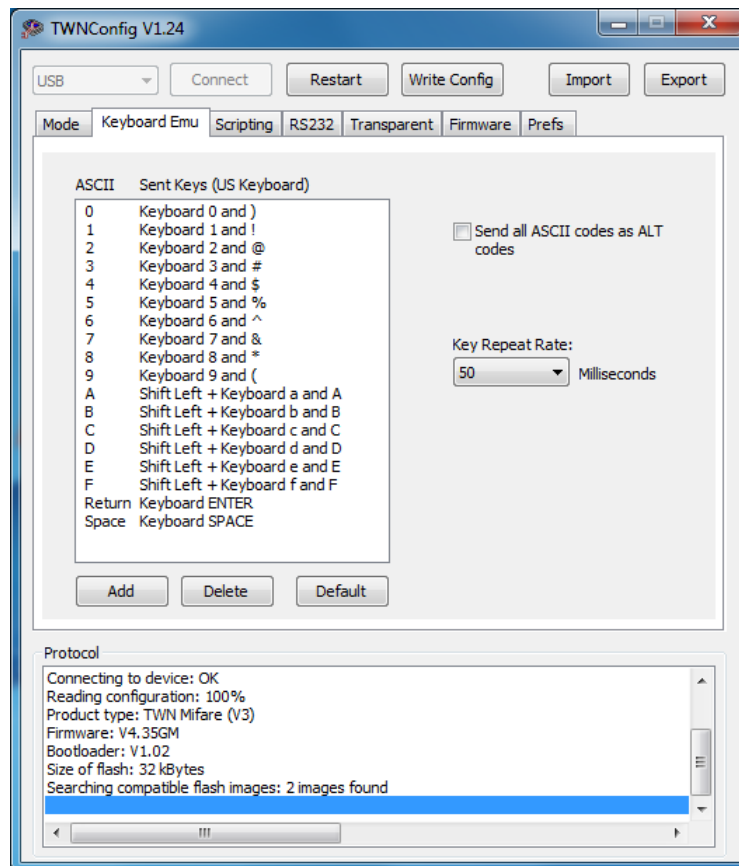 TWNConfig V1.24
USB Connect Restart Write Config Import Export
Mode Keyboard Emu Scripting RS232 Transparent Firmware Prefs
ASCII Sent Keys (US Keyboard)
0 Keyboard 0 and )
1 Keyboard 1 and !
2 Keyboard 2 and @
3 Keyboard 3 and #
4 Keyboard 4 and $
5 Keyboard 5 and %
6 Keyboard 6 and ^
7 Keyboard 7 and &
8 Keyboard 8 and *
9 Keyboard 9 and (
A Shift Left + Keyboard a and A
B Shift Left + Keyboard b and B
C Shift Left + Keyboard c and C
D Shift Left + Keyboard d and D
E Shift Left + Keyboard e and E
F Shift Left + Keyboard f and F
Return Keyboard ENTER
Space Keyboard SPACE
Send all ASCII codes as ALT
codes
Key Repeat Rate:
50 Milliseconds
Add Delete Default
Protocol
Connecting to device: OK
Reading configuration: 100%
Product type: TWN Mifare (V3)
Firmware: V4.35GM
Bootloader: V1.02
Size of flash: 32 kBytes
Searching compatible flash images: 2 images found